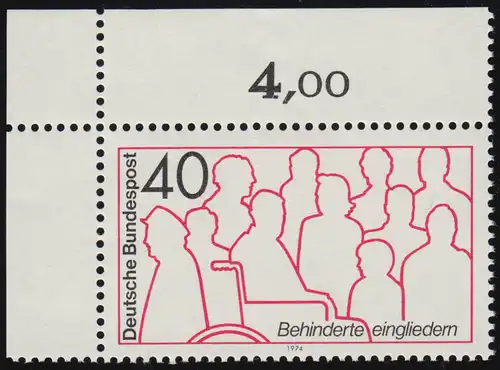 4,00
40
Deutsche Bundespost
Behinderte eingliedern
1974